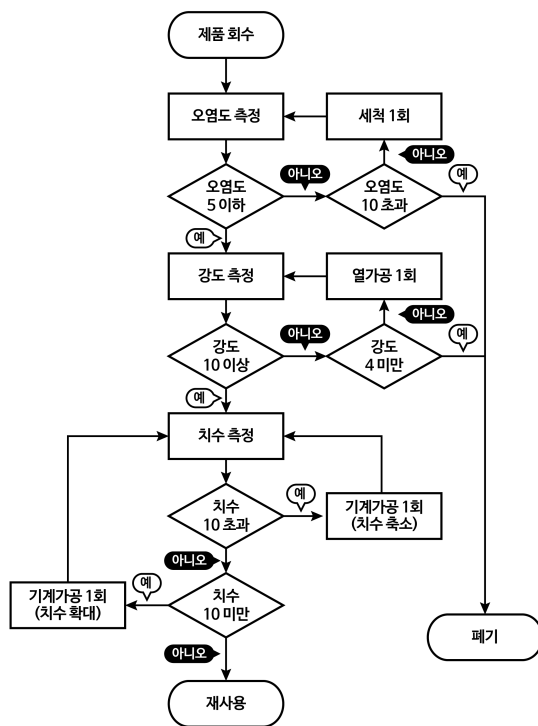 제품 회수
오염도 측정
세척 1회
아니오
오염도
5 이하
아니오
오염도
10 초과
예
예
강도 측정
열가공 1회
아니오
강도
10 이상
아니오
강도
4 미만
예
예
치수 측정
치수
10 초과
예
기계가공 1회
(치수 축소)
아니오
기계가공 1회
(치수 확대)
예
치수
10 미만
아니오
폐기
재사용